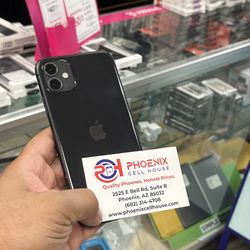 PHOENIX
CELL HOUSE
Quality Phones. Honest Prices.
2525 E Bell Rd, Suite B
Phoenix, AZ 85032
(602) 314-4708
www.phoenixcellhouse.com